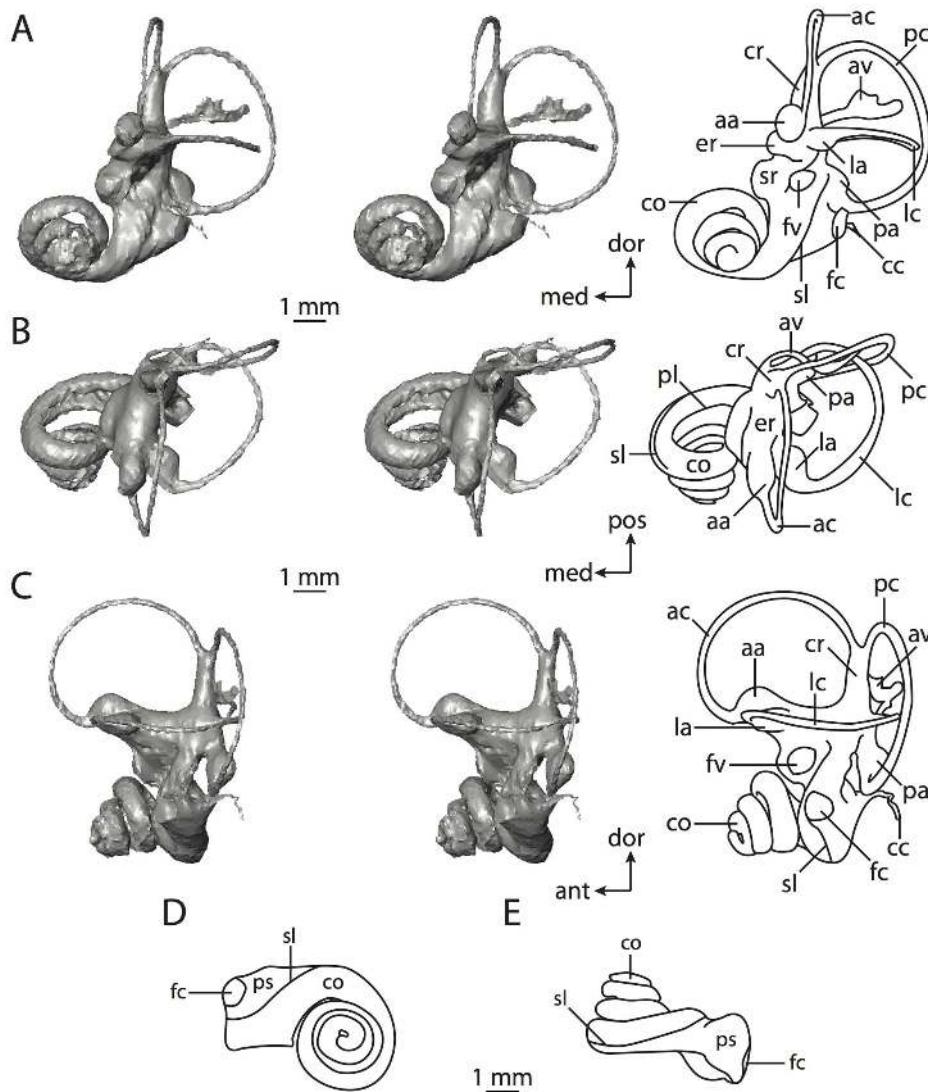 A
ac
pc
cr
av
aa
er
la
sr
co
fv
lc
pa
dor
med
sl
fc
cc
1 mm
B
av
cr
pc
pl
pa
er
la
sl
co
lc
aa
pos
ac
med
1 mm
C
pc
ac
av
aa
cr
lc
la
fv
pa
co
cc
dor
fc
sl
ant
D
E
sl
co
ps
co
fc
sl
ps
fc
1 mm